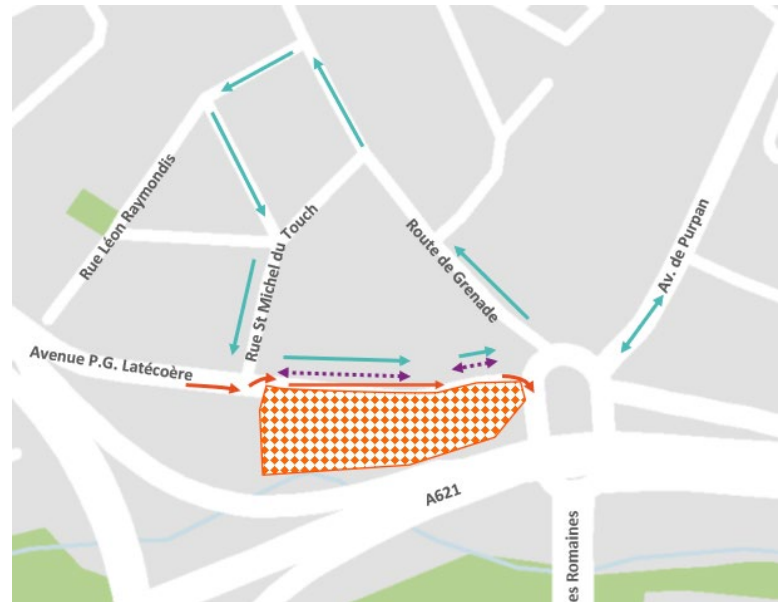 Rue Léon Raymondis
Rue St Michel du Touch
Route de Grenade
Av. de Purpan
Avenue P.G. Latécoère
A621
es Romaines